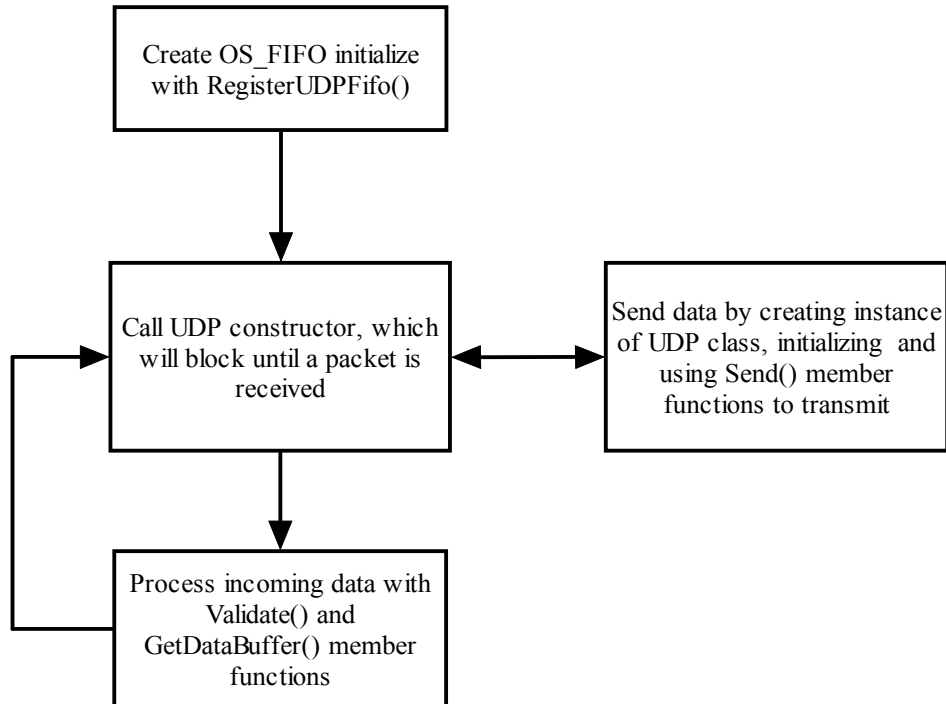 Create OS_FIFO initialize
with RegisterUDPFifo()
Call UDP constructor, which
will block until a packet is
received
Send data by creating instance
of UDP class, initializing and
using Send() member
functions to transmit
Process incoming data with
Validate() and
GetDataBuffer() member
functions